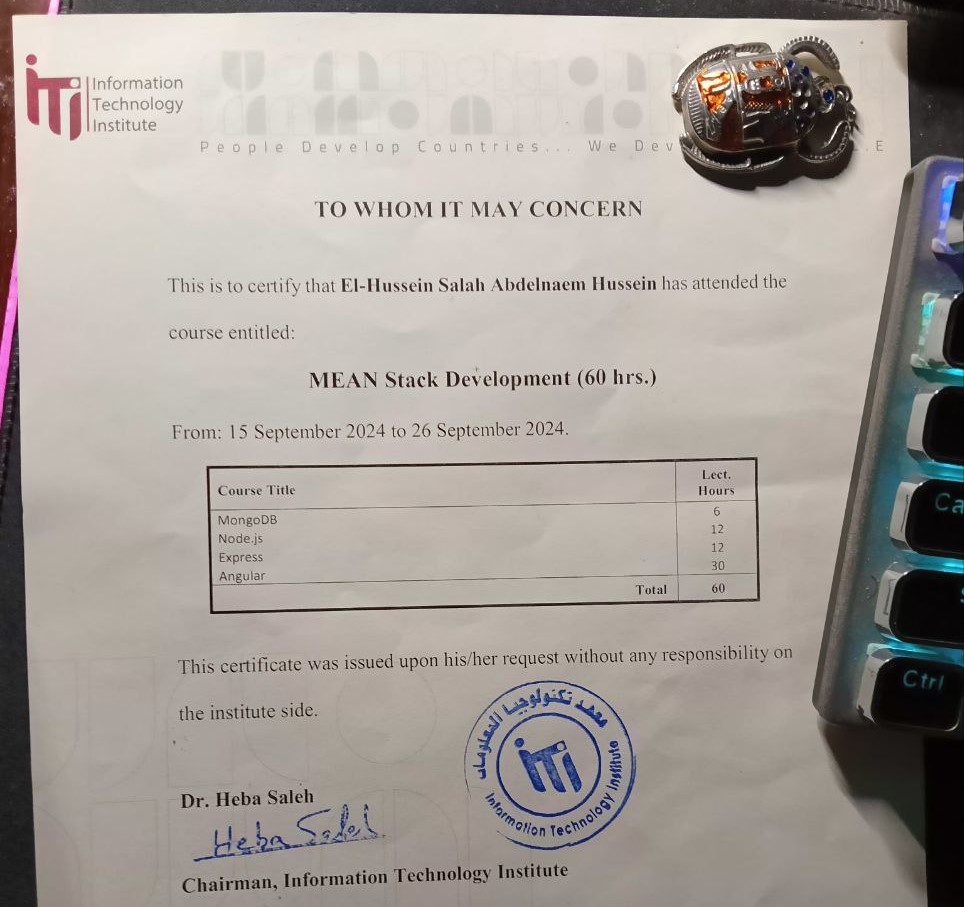 iTi
Information
Technology
Institute
People Develop Countries... We Dev
.E
TO WHOM IT MAY CONCERN
This is to certify that El-Hussein Salah Abdelnaem Hussein has attended the
course entitled:
MEAN Stack Development (60 hrs.)
From: 15 September 2024 to 26 September 2024.
Course Title Lect. Hours
MongoDB 6
Node.js 12
Express 12
Angular 30
Total 60
This certificate was issued upon his/her request without any responsibility on
the institute side.
معهد تكنولوجيا المعلومات
iTi
Information Technology Institute
Dr. Heba Saleh
Heba Saleh
Chairman, Information Technology Institute
Ca
Ctrl